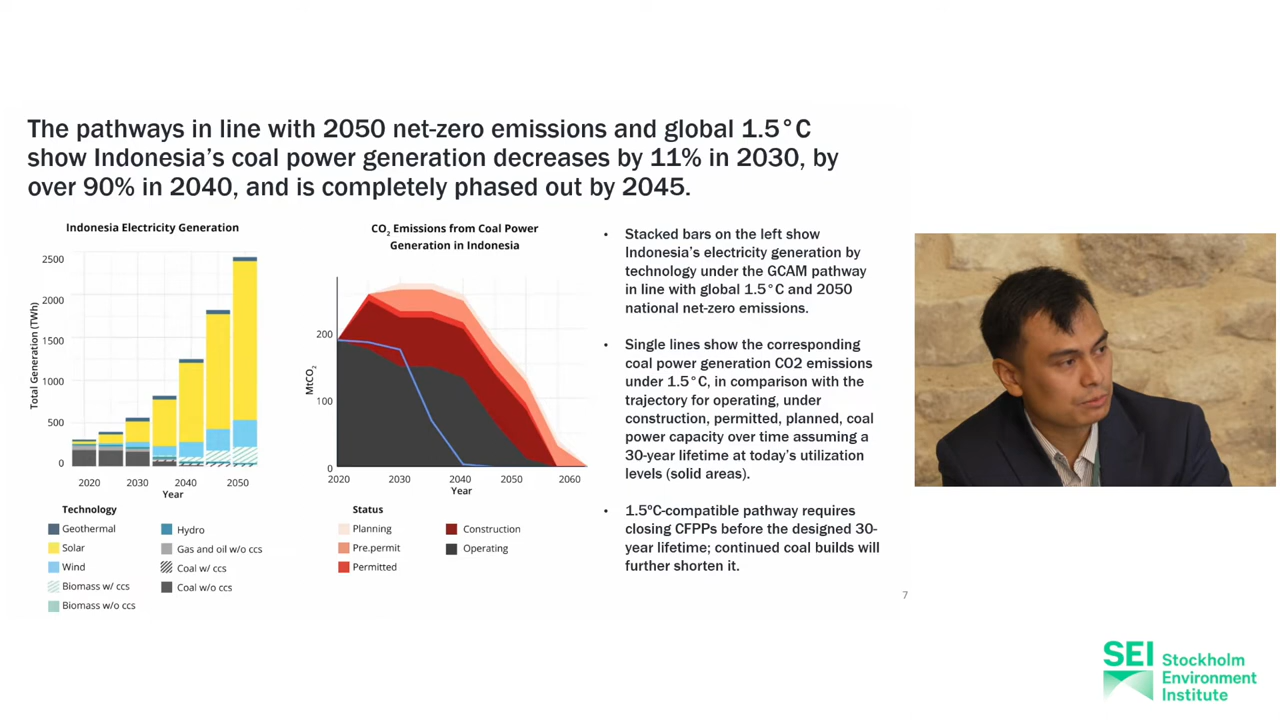 The pathways in line with 2050 net-zero emissions and global 1.5°C
show Indonesia's coal power generation decreases by 11% in 2030, by
over 90% in 2040, and is completely phased out by 2045.
Indonesia Electricity Generation
Total Generation (TWh)
2500
2000
1500
1000
500
0
2020 2030 2040 2050
Year
Technology
Geothermal
Solar
Wind
Biomass w/ ccs
Biomass w/o ccs
Hydro
Gas and oil w/o ccs
Coal w/ ccs
Coal w/o ccs
CO2 Emissions from Coal Power
Generation in Indonesia
MtCO2
200
100
0
2020 2030 2040 2050 2060
Year
Status
Planning
Pre.permit
Permitted
Construction
Operating
• Stacked bars on the left show
Indonesia's electricity generation by
technology under the GCAM pathway
in line with global 1.5°C and 2050
national net-zero emissions.
• Single lines show the corresponding
coal power generation CO2 emissions
under 1.5°C, in comparison with the
trajectory for operating, under
construction, permitted, planned, coal
power capacity over time assuming a
30-year lifetime at today's utilization
levels (solid areas).
• 1.5ºC-compatible pathway requires
closing CFPPs before the designed 30-
year lifetime; continued coal builds will
further shorten it.
7
SEI Stockholm
Environment
Institute